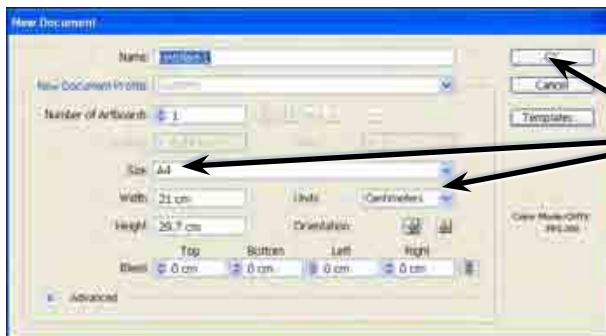 New Document
Name: Untitled-1 OK
New Document Profile: Cancel
Number of Artboards: 1 Templates...
Size: A4
Width: 21 cm Units: Centimeters
Height: 29.7 cm Orientation:
Color Mode:CMYK
Top Bottom Left Right
Bleed: 0 cm 0 cm 0 cm 0 cm
Advanced